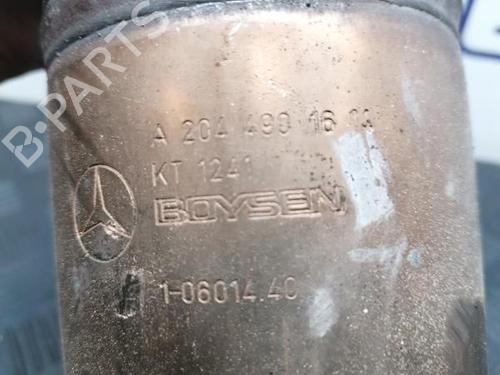 B-PARTS
A 204 490 16
KT 1241
BOYSEN
1-06014.40